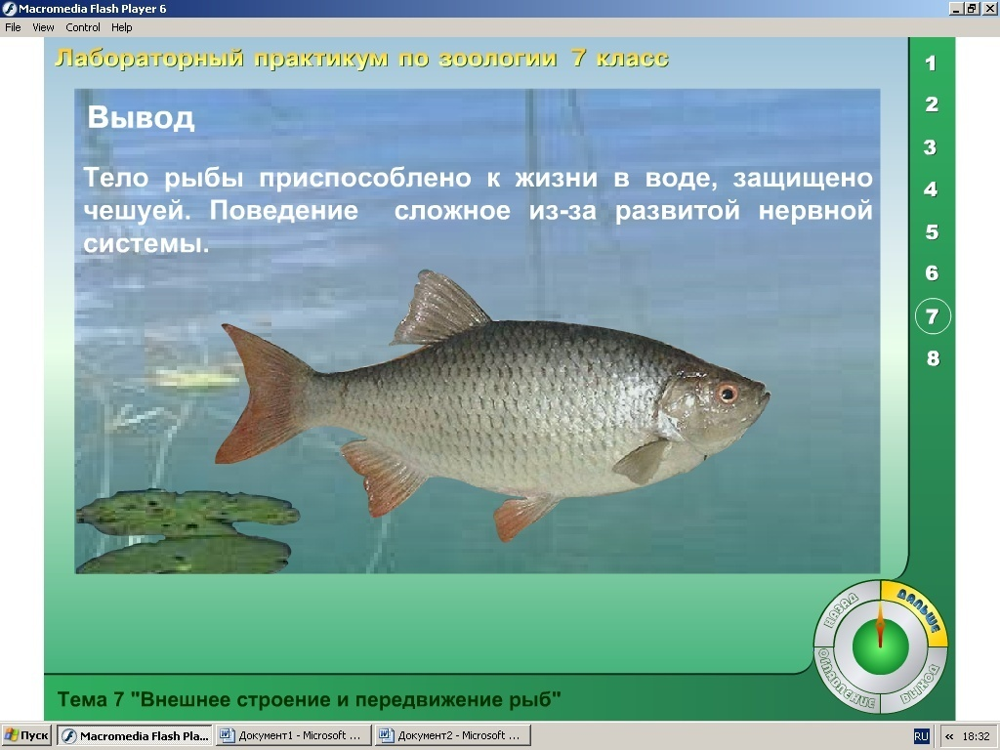 Macromedia Flash Player 6
File View Control Help
Лабораторный практикум по зоологии 7 класс
Вывод
Тело рыбы приспособлено к жизни в воде, защищено
чешуей. Поведение сложное из-за развитой нервной
системы.
1
2
3
4
5
6
7
8
НАЗАД
ДАЛЬШЕ
ОГЛАВЛЕНИЕ
ВЫХОД
Тема 7 "Внешнее строение и передвижение рыб"
Пуск
Macromedia Flash Pla...
Документ1 - Microsoft ...
Документ2 - Microsoft ...
RU
« 18:32